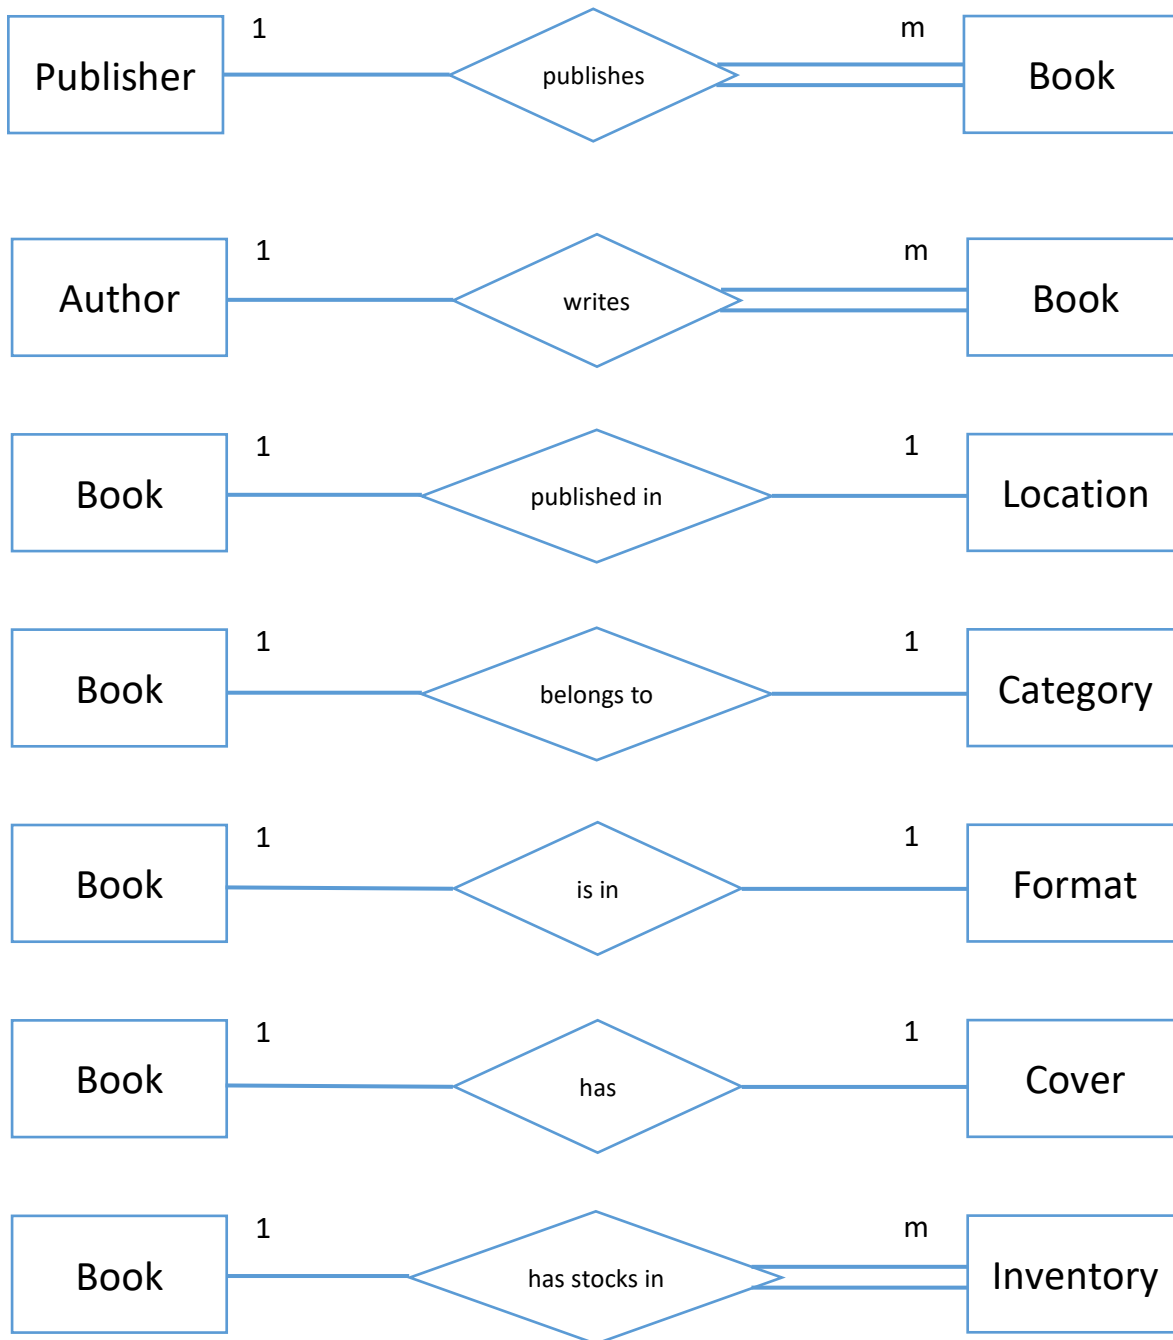 1 m
Publisher publishes Book
1 m
Author writes Book
1 1
Book published in Location
1 1
Book belongs to Category
1 1
Book is in Format
1 1
Book has Cover
1 m
Book has stocks in Inventory